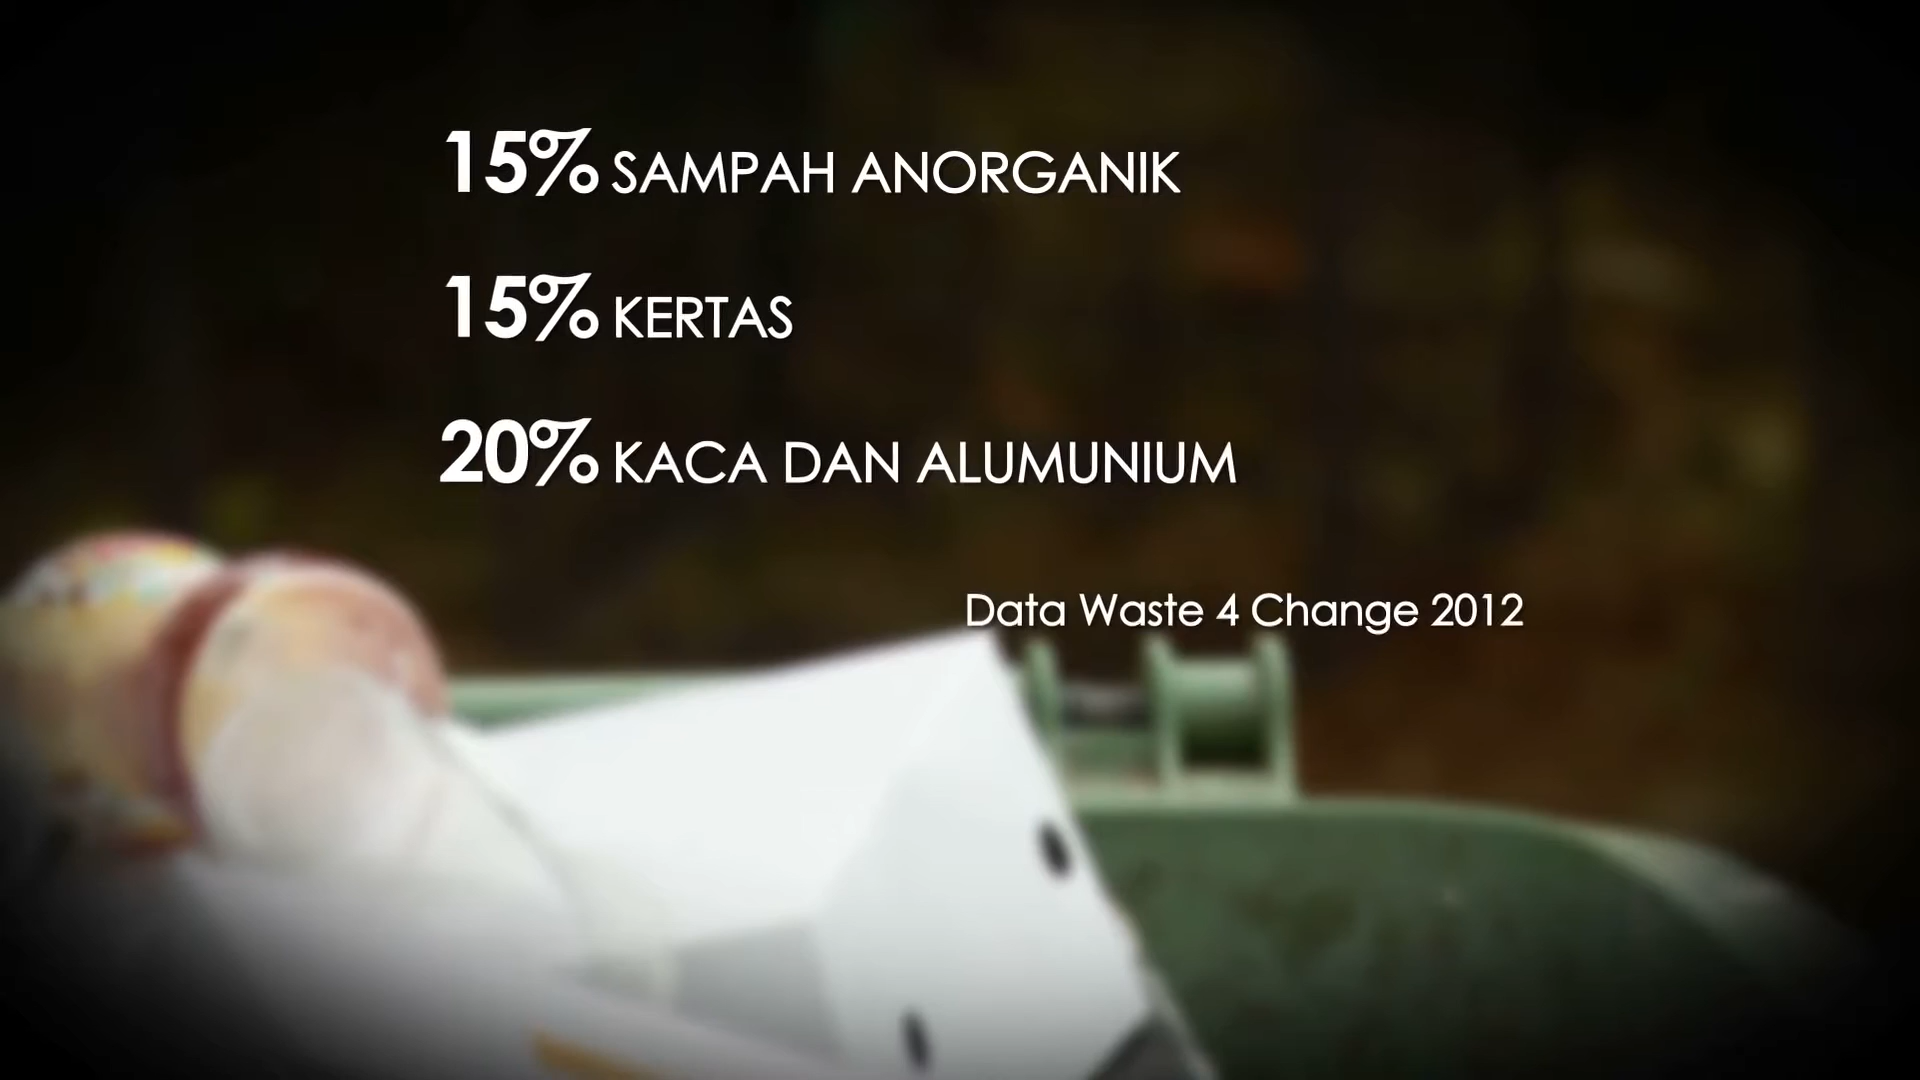 15% SAMPAH ANORGANIK
15% KERTAS
20% KACA DAN ALUMUNIUM
Data Waste 4 Change 2012